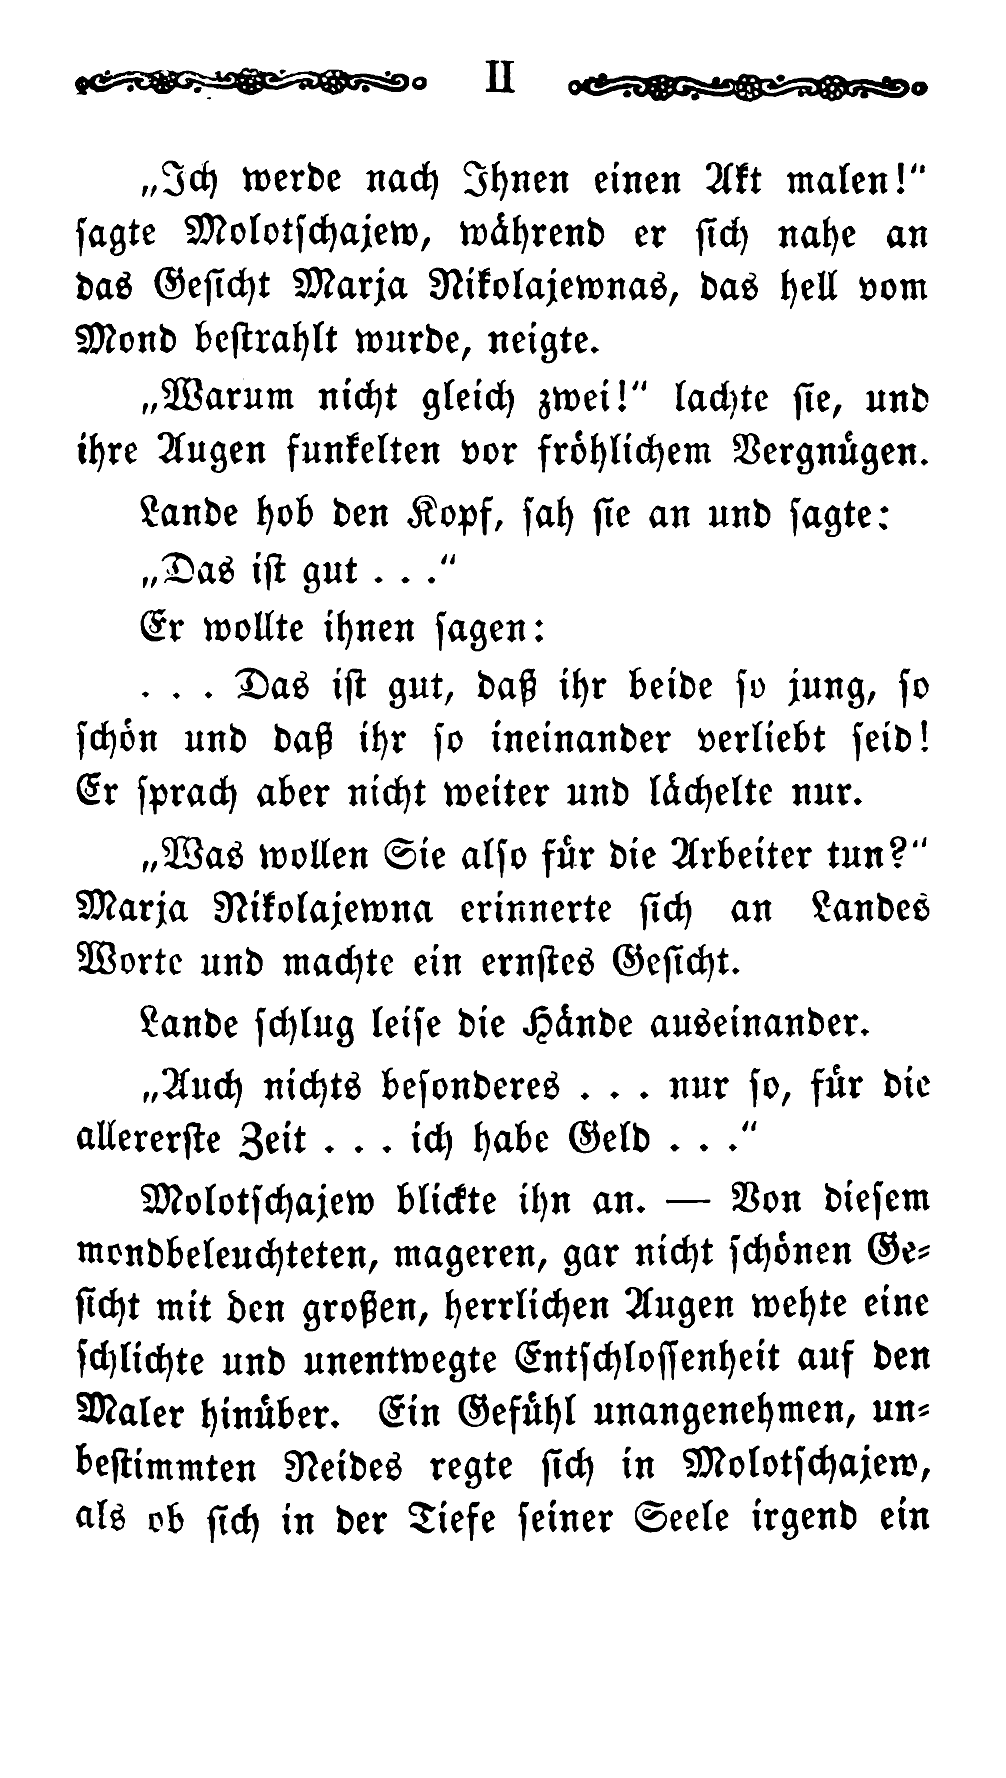 II
„Ich werde nach Ihnen einen Akt malen!“
sagte Molotschajew, während er sich nahe an
das Gesicht Marja Nikolajewnas, das hell vom
Mond bestrahlt wurde, neigte.
„Warum nicht gleich zwei!“ lachte sie, und
ihre Augen funkelten vor fröhlichem Vergnügen.
Lande hob den Kopf, sah sie an und sagte:
„Das ist gut . . .“
Er wollte ihnen sagen:
. . . Das ist gut, daß ihr beide so jung, so
schön und daß ihr so ineinander verliebt seid!
Er sprach aber nicht weiter und lächelte nur.
„Was wollen Sie also für die Arbeiter tun?“
Marja Nikolajewna erinnerte sich an Landes
Worte und machte ein ernstes Gesicht.
Lande schlug leise die Hände auseinander.
„Auch nichts besonderes . . . nur so, für die
allererste Zeit . . . ich habe Geld . . .“
Molotschajew blickte ihn an. — Von diesem
mondbeleuchteten, mageren, gar nicht schönen Ge-
sicht mit den großen, herrlichen Augen wehte eine
schlichte und unentwegte Entschlossenheit auf den
Maler hinüber. Ein Gefühl unangenehmen, un-
bestimmten Neides regte sich in Molotschajew,
als ob sich in der Tiefe seiner Seele irgend ein